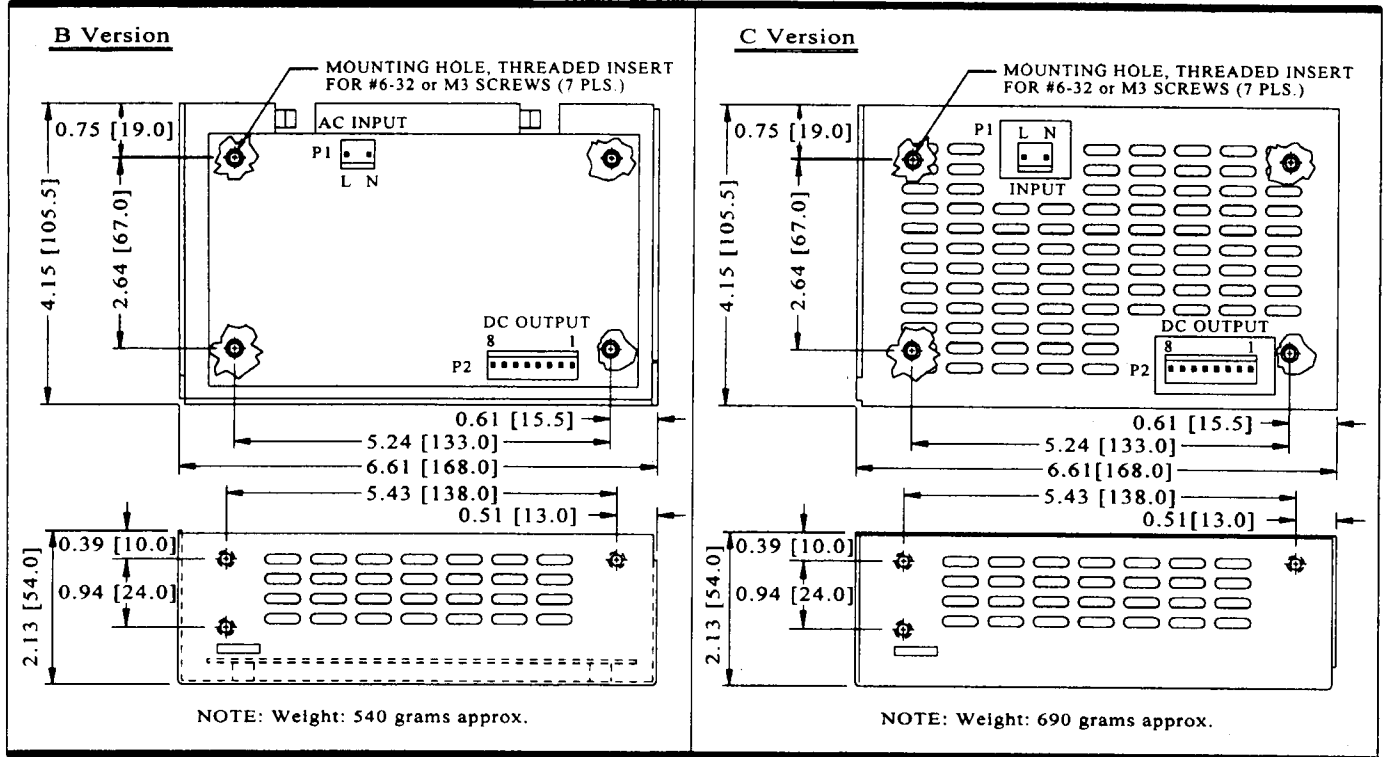 B Version
MOUNTING HOLE, THREADED INSERT
FOR #6-32 or M3 SCREWS (7 PLS.)
0.75 [19.0]
AC INPUT
P1
L N
4.15 [105.5]
2.64 [67.0]
DC OUTPUT
8 1
P2
0.61 [15.5]
5.24 [133.0]
6.61 [168.0]
5.43 [138.0]
0.51 [13.0]
0.39 [10.0]
0.94 [24.0]
2.13 [54.0]
NOTE: Weight: 540 grams approx.
C Version
MOUNTING HOLE, THREADED INSERT
FOR #6-32 or M3 SCREWS (7 PLS.)
0.75 [19.0]
P1
L N
INPUT
4.15 [105.5]
2.64 [67.0]
DC OUTPUT
8 1
P2
0.61 [15.5]
5.24 [133.0]
6.61[168.0]
5.43 [138.0]
0.51[13.0]
0.39 [10.0]
0.94 [24.0]
2.13 [54.0]
NOTE: Weight: 690 grams approx.